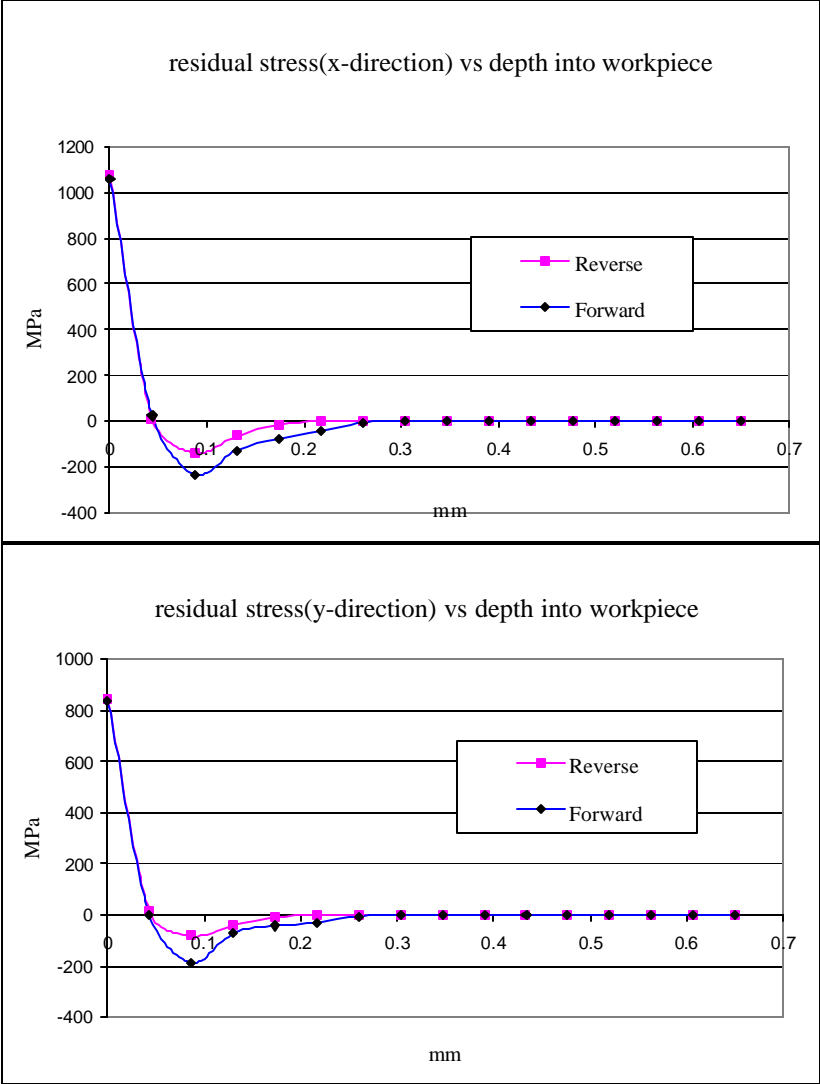 residual stress(x-direction) vs depth into workpiece
1200
1000
800
600
400
200
0
-200
-400
MPa
0 0.1 0.2 0.3 0.4 0.5 0.6 0.7
mm
Reverse
Forward
residual stress(y-direction) vs depth into workpiece
1000
800
600
400
200
0
-200
-400
MPa
0 0.1 0.2 0.3 0.4 0.5 0.6 0.7
mm
Reverse
Forward